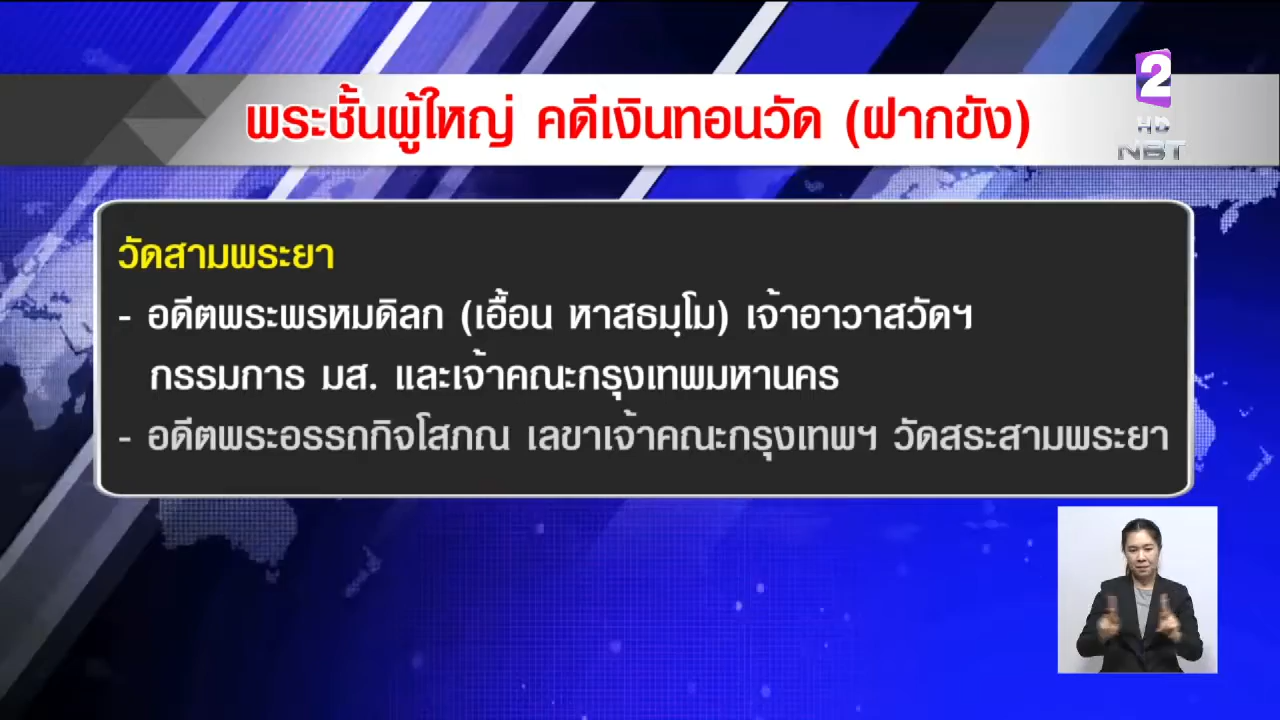 พระชั้นผู้ใหญ่ คดีเงินทอนวัด (ฝากขัง)
2
HD
NBT
วัดสามพระยา
- อดีตพระพรหมดิลก (เอื้อน หาสธมฺโม) เจ้าอาวาสวัดฯ
กรรมการ มส. และเจ้าคณะกรุงเทพมหานคร
- อดีตพระอรรถกิจโสภณ เลขาเจ้าคณะกรุงเทพฯ วัดสระสามพระยา